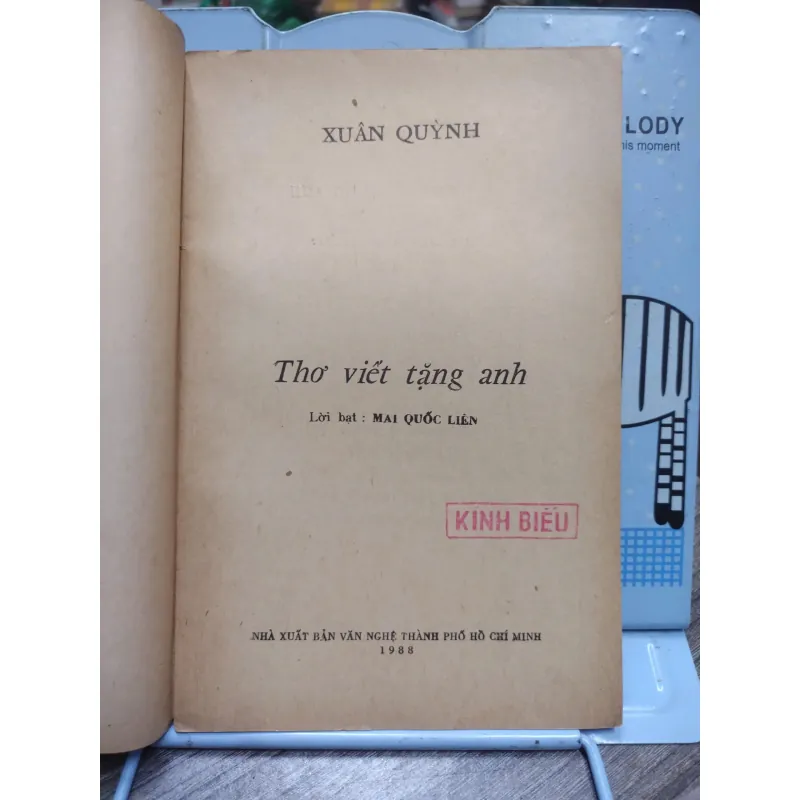 XUÂN QUỲNH
Thơ viết tặng anh
Lời bạt : MAI QUỐC LIÊN
KÍNH BIẾU
NHÀ XUẤT BẢN VĂN NGHỆ THÀNH PHỐ HỒ CHÍ MINH
1988
LODY
his moment